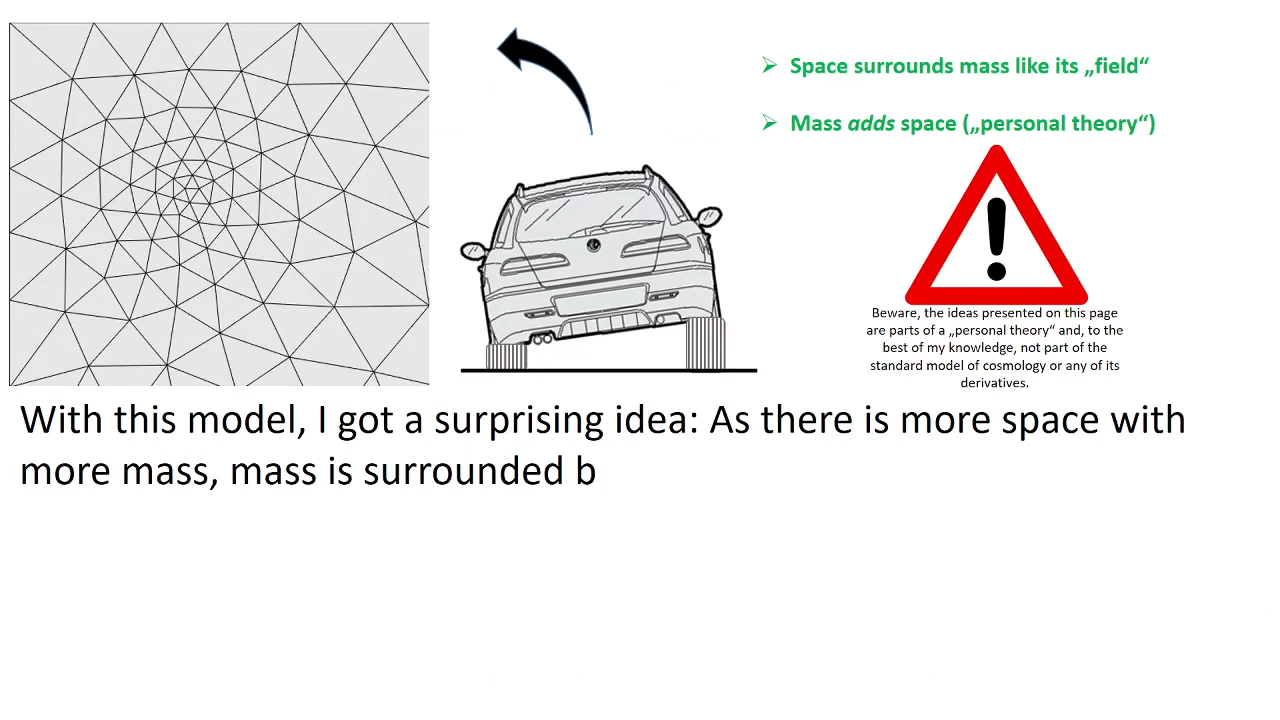 Space surrounds mass like its „field“
Mass adds space („personal theory“)
Beware, the ideas presented on this page
are parts of a „personal theory“ and, to the
best of my knowledge, not part of the
standard model of cosmology or any of its
derivatives.
With this model, I got a surprising idea: As there is more space with
more mass, mass is surrounded b